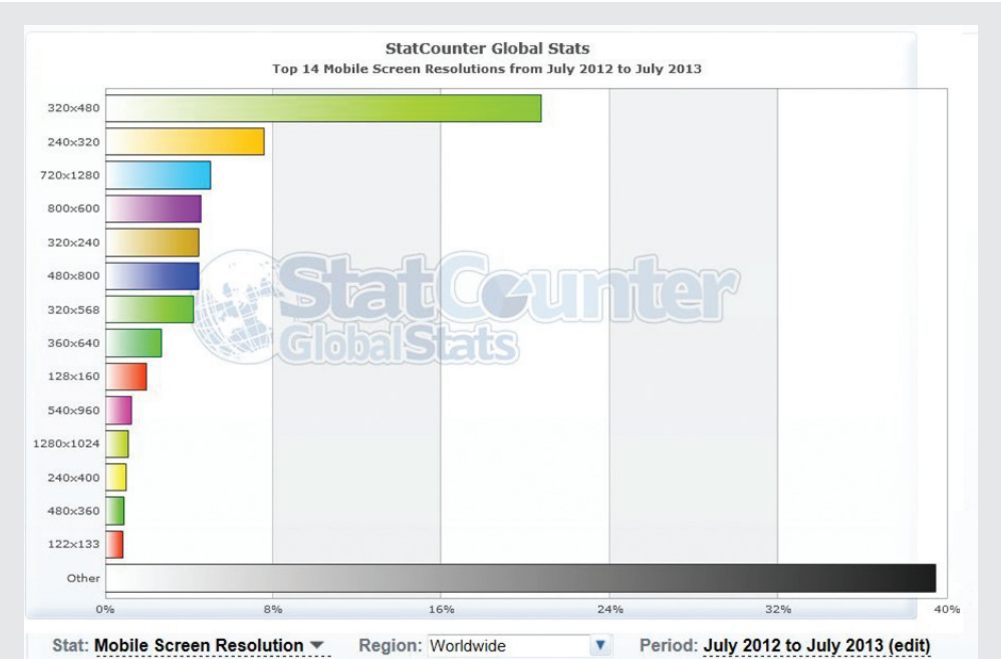 StatCounter Global Stats
Top 14 Mobile Screen Resolutions from July 2012 to July 2013
320x480
240x320
720x1280
800x600
320x240
480x800
320x568
360x640
128x160
540x960
1280x1024
240x400
480x360
122x133
Other
StatCounter
GlobalStats
0% 8% 16% 24% 32% 40%
Stat: Mobile Screen Resolution Region: Worldwide Period: July 2012 to July 2013 (edit)